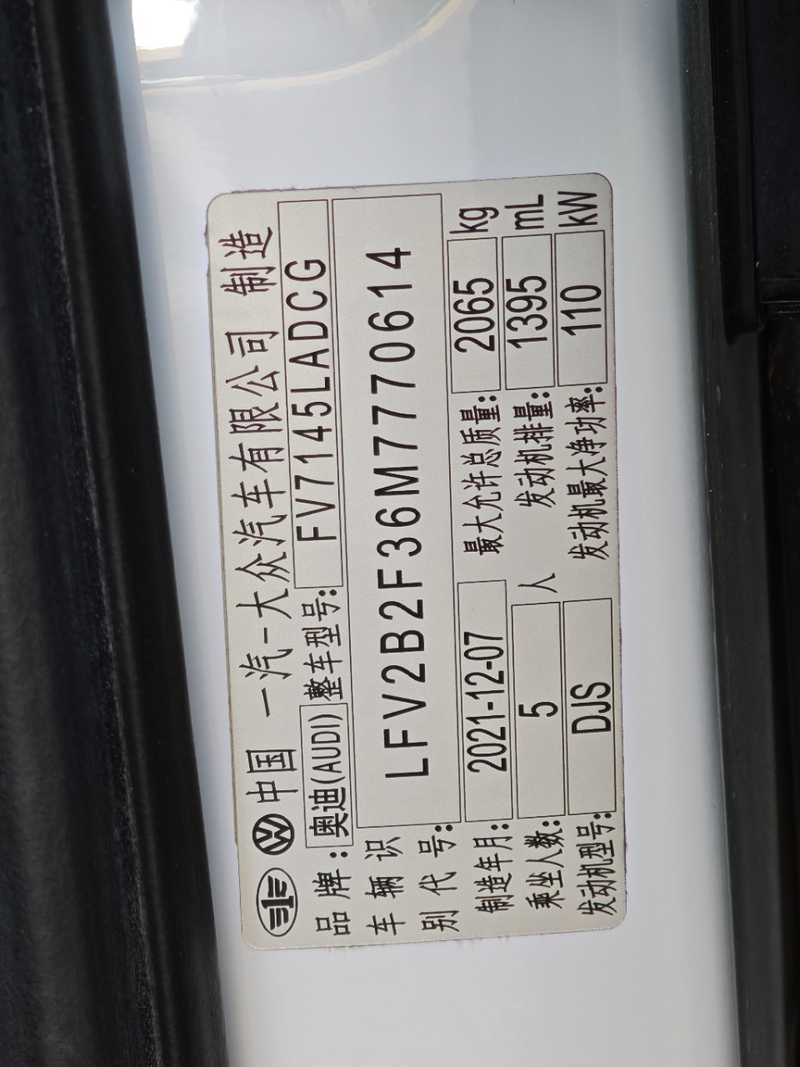 中国 一汽-大众汽车有限公司 制造
品牌: 奥迪(AUDI) 整车型号: FV7145LADCG
车辆识别代号: LFV2B2F36M7770614
制造年月: 2021-12-07 最大允许总质量: 2065 kg
乘坐人数: 5 人 发动机排量: 1395 mL
发动机型号: DJS 发动机最大净功率: 110 kW